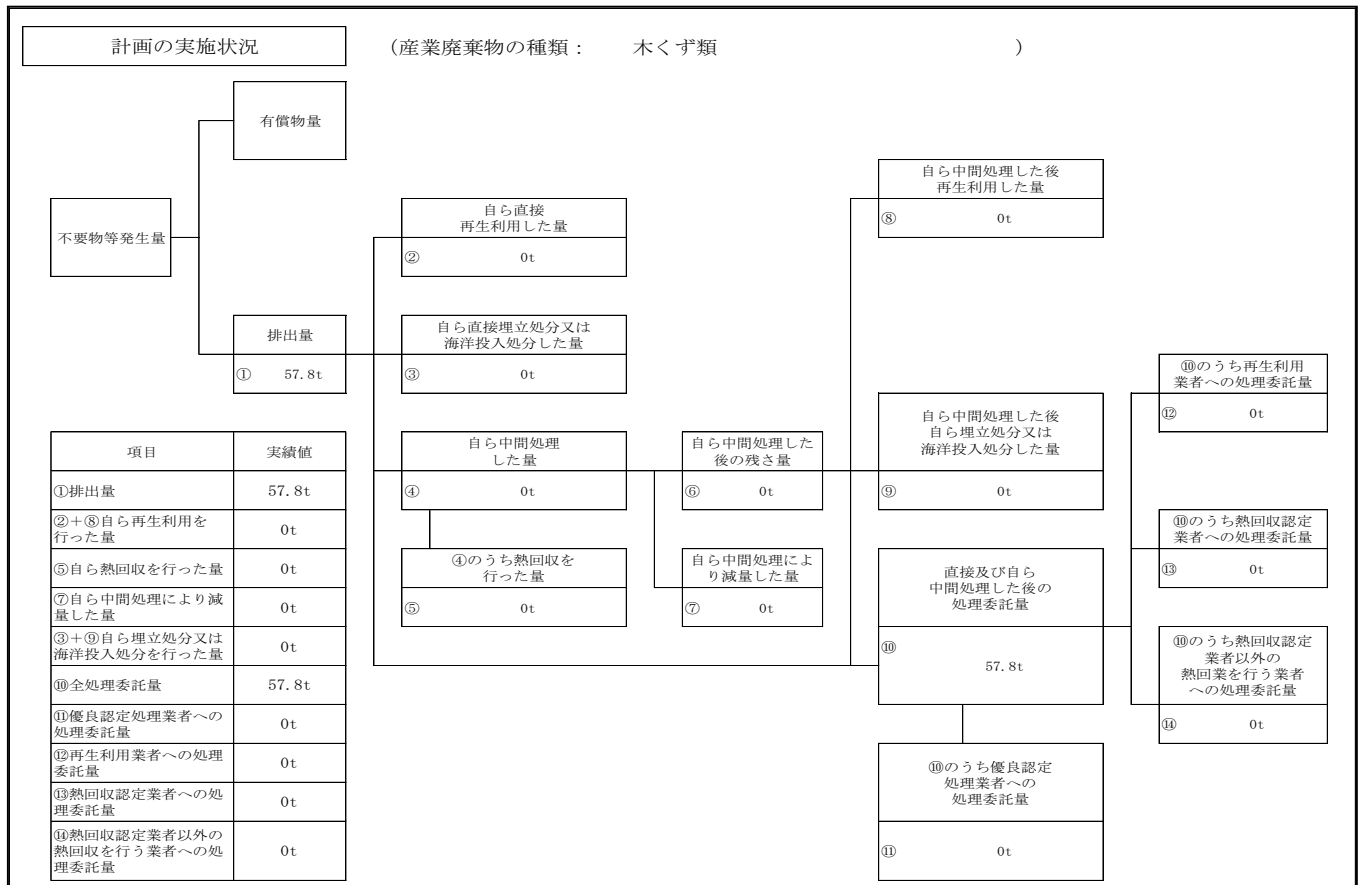 計画の実施状況 (産業廃棄物の種類： 木くず類 )
有償物量
不要物等発生量
排出量
① 57.8t
自ら直接
再生利用した量
② 0t
自ら直接埋立処分又は
海洋投入処分した量
③ 0t
自ら中間処理
した量
④ 0t
④のうち熱回収を
行った量
⑤ 0t
自ら中間処理した
後の残さ量
⑥ 0t
自ら中間処理によ
り減量した量
⑦ 0t
自ら中間処理した後
再生利用した量
⑧ 0t
自ら中間処理した後
自ら埋立処分又は
海洋投入処分した量
⑨ 0t
直接及び自ら
中間処理した後の
処理委託量
⑩
57.8t
⑩のうち優良認定
処理業者への
処理委託量
⑪ 0t
⑩のうち再生利用
業者への処理委託量
⑫ 0t
⑩のうち熱回収認定
業者への処理委託量
⑬ 0t
⑩のうち熱回収認定
業者以外の
熱回業を行う業者
への処理委託量
⑭ 0t
項目 実績値
①排出量 57.8t
②＋⑧自ら再生利用を
行った量 0t
⑤自ら熱回収を行った量 0t
⑦自ら中間処理により減
量した量 0t
③＋⑨自ら埋立処分又は
海洋投入処分を行った量 0t
⑩全処理委託量 57.8t
⑪優良認定処理業者への
処理委託量 0t
⑫再生利用業者への処理
委託量 0t
⑬熱回収認定業者への処
理委託量 0t
⑭熱回収認定業者以外の
熱回収を行う業者への処
理委託量 0t